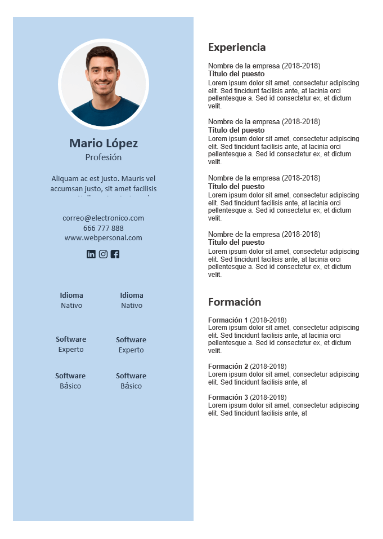 Mario López
Profesión
Aliquam ac est justo. Mauris vel
accumsan justo, sit amet facilisis
correo@electronico.com
666 777 888
www.webpersonal.com
Idioma
Nativo
Idioma
Nativo
Software
Experto
Software
Experto
Software
Básico
Software
Básico
Experiencia
Nombre de la empresa (2018-2018)
Titulo del puesto
Lorem ipsum dolor sit amet, consectetur adipiscing
elit. Sed tincidunt facilisis ante, at lacinia orci
pellentesque a. Sed id consectetur ex, et dictum
velit.
Nombre de la empresa (2018-2018)
Titulo del puesto
Lorem ipsum dolor sit amet, consectetur adipiscing
elit. Sed tincidunt facilisis ante, at lacinia orci
pellentesque a. Sed id consectetur ex, et dictum
velit.
Nombre de la empresa (2018-2018)
Titulo del puesto
Lorem ipsum dolor sit amet, consectetur adipiscing
elit. Sed tincidunt facilisis ante, at lacinia orci
pellentesque a. Sed id consectetur ex, et dictum
velit.
Nombre de la empresa (2018-2018)
Titulo del puesto
Lorem ipsum dolor sit amet, consectetur adipiscing
elit. Sed tincidunt facilisis ante, at lacinia orci
pellentesque a. Sed id consectetur ex, et dictum
velit.
Formación
Formación 1 (2018-2018)
Lorem ipsum dolor sit amet, consectetur adipiscing
elit. Sed tincidunt facilisis ante, at lacinia orci
pellentesque a. Sed id consectetur ex, et dictum
velit.
Formación 2 (2018-2018)
Lorem ipsum dolor sit amet, consectetur adipiscing
elit. Sed tincidunt facilisis ante, at
Formación 3 (2018-2018)
Lorem ipsum dolor sit amet, consectetur adipiscing
elit. Sed tincidunt facilisis ante, at